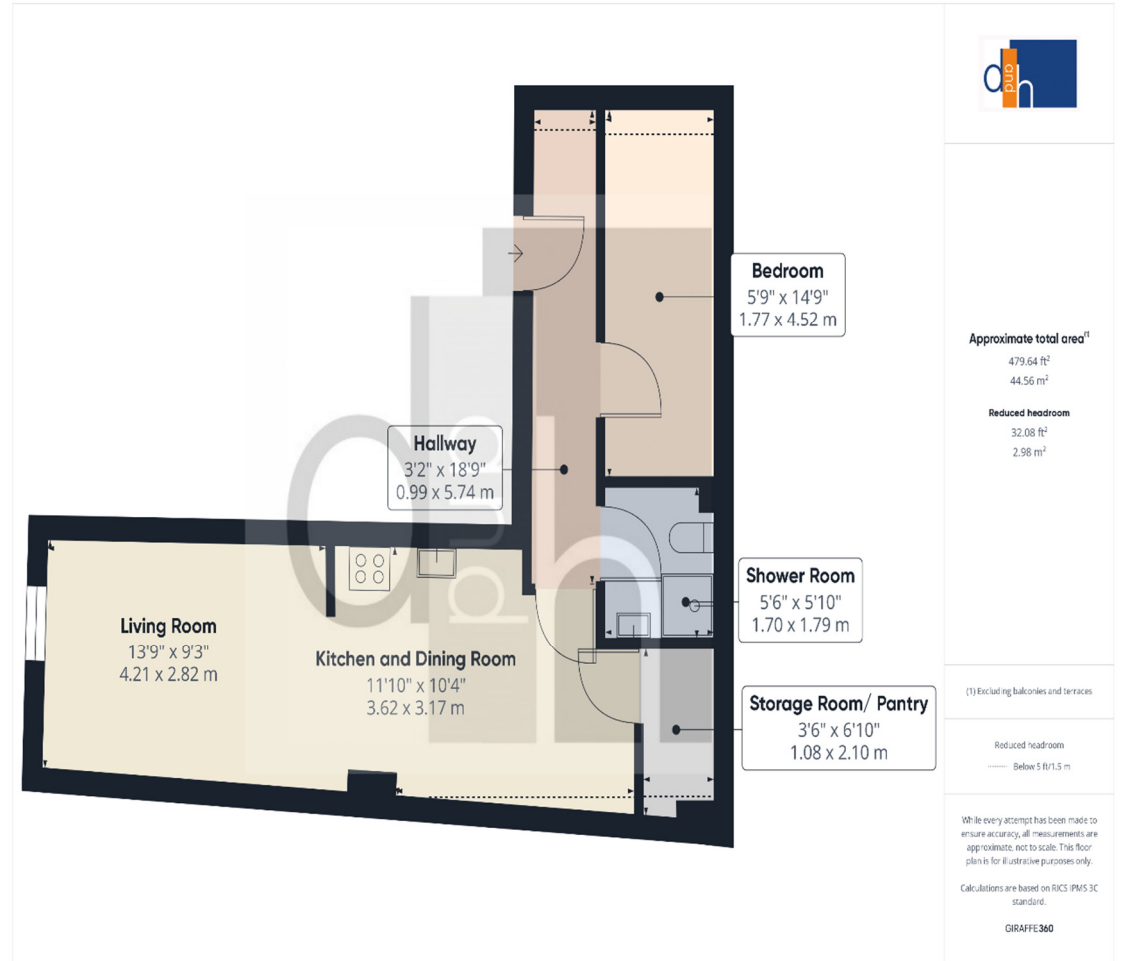 d and h
Bedroom
5'9" x 14'9"
1.77 x 4.52 m
Hallway
3'2" x 18'9"
0.99 x 5.74 m
Shower Room
5'6" x 5'10"
1.70 x 1.79 m
Living Room
13'9" x 9'3"
4.21 x 2.82 m
Kitchen and Dining Room
11'10" x 10'4"
3.62 x 3.17 m
Storage Room/ Pantry
3'6" x 6'10"
1.08 x 2.10 m
d and h
Approximate total area(1)
479.64 ft²
44.56 m²
Reduced headroom
32.08 ft²
2.98 m²
(1) Excluding balconies and terraces
Reduced headroom
Below 5 ft/1.5 m
While every attempt has been made to
ensure accuracy, all measurements are
approximate, not to scale. This floor
plan is for illustrative purposes only.
Calculations are based on RICS IPMS 3C
standard.
GIRAFFE360